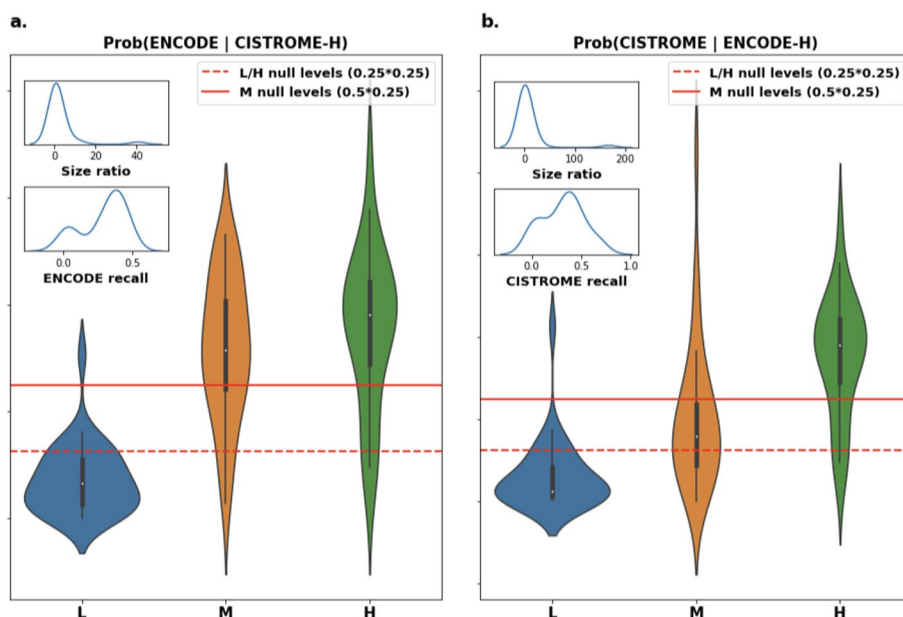 a.
Prob(ENCODE | CISTROME-H)
L/H null levels (0.25*0.25)
M null levels (0.5*0.25)
0 20 40
Size ratio
0.0 0.5
ENCODE recall
L M H
b.
Prob(CISTROME | ENCODE-H)
L/H null levels (0.25*0.25)
M null levels (0.5*0.25)
0 100 200
Size ratio
0.0 0.5 1.0
CISTROME recall
L M H